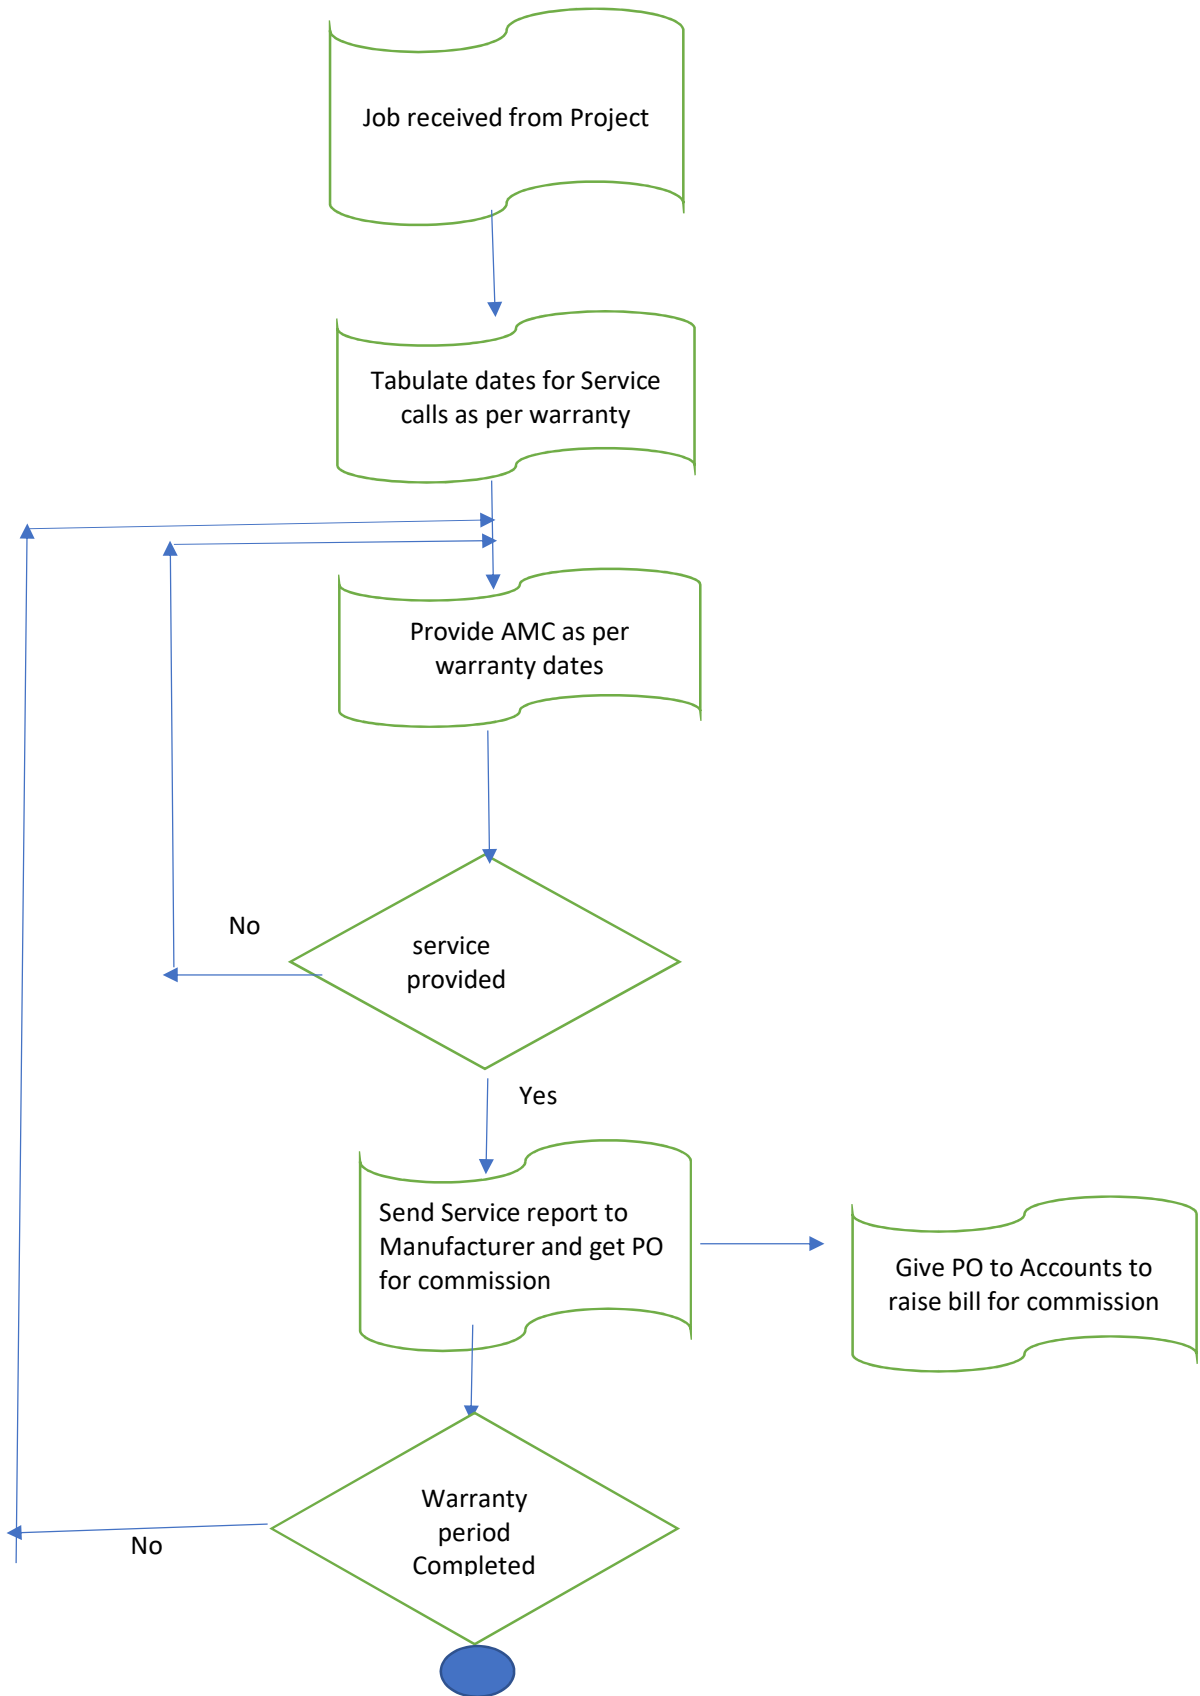 Job received from Project
Tabulate dates for Service
calls as per warranty
Provide AMC as per
warranty dates
No
service
provided
Yes
Send Service report to
Manufacturer and get PO
for commission
Give PO to Accounts to
raise bill for commission
Warranty
period
Completed
No